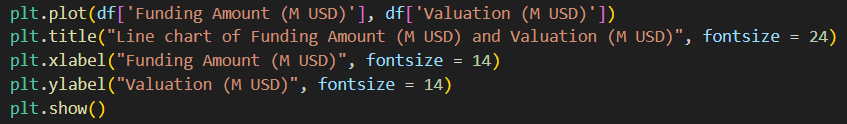 plt.plot(df['Funding Amount (M USD)'], df['Valuation (M USD)'])
plt.title("Line chart of Funding Amount (M USD) and Valuation (M USD)", fontsize = 24)
plt.xlabel("Funding Amount (M USD)", fontsize = 14)
plt.ylabel("Valuation (M USD)", fontsize = 14)
plt.show()